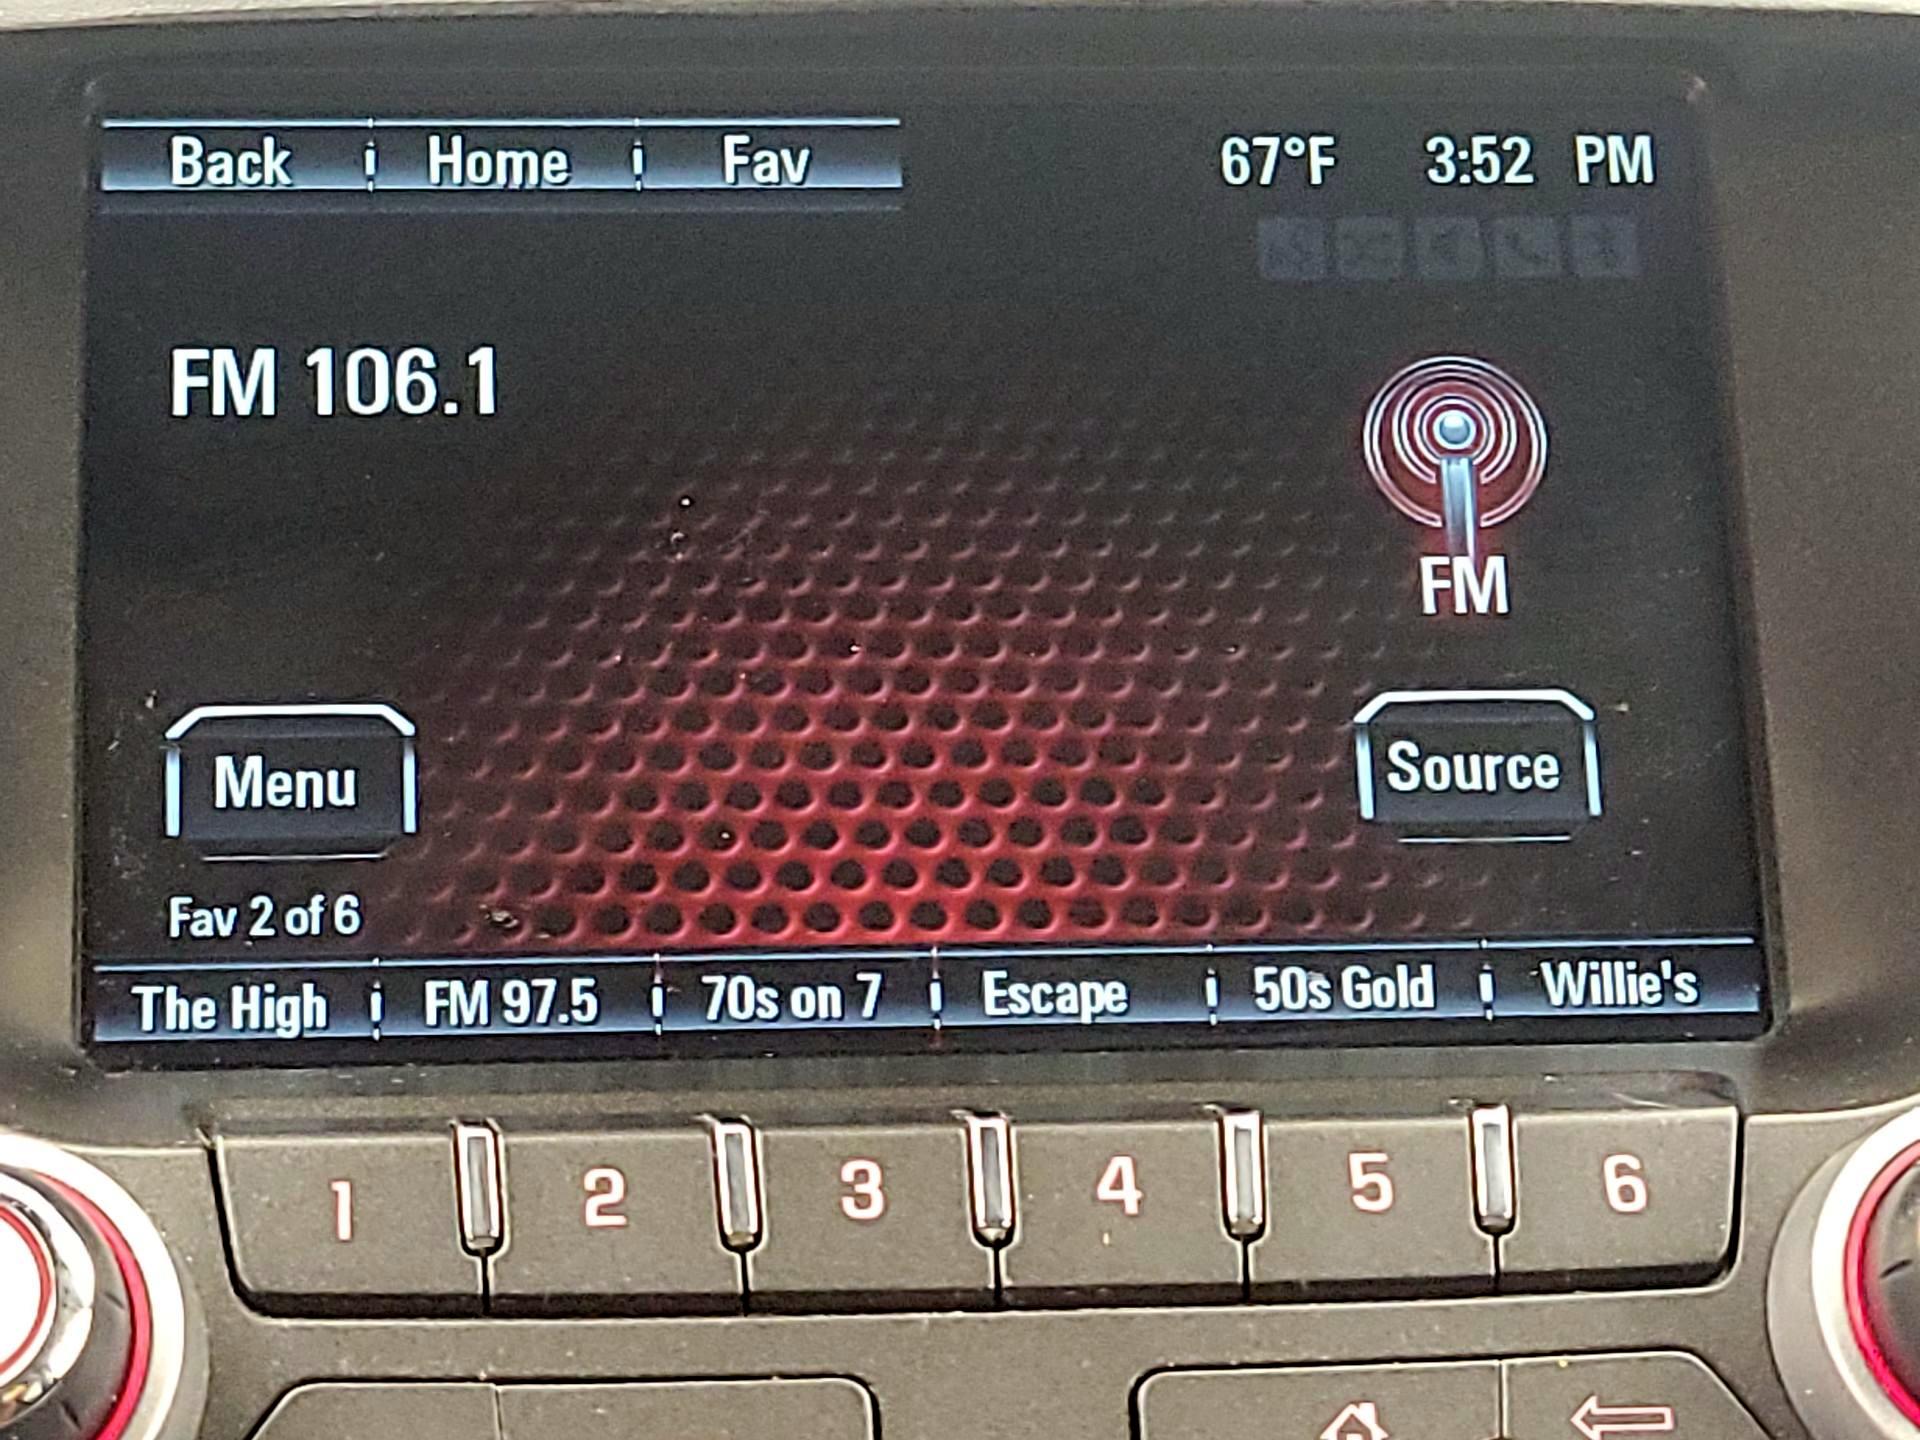 Back Home Fav 67°F 3:52 PM
FM 106.1
FM
Menu Source
Fav 2 of 6
The High FM 97.5 70s on 7 Escape 50s Gold Willie's
1 2 3 4 5 6